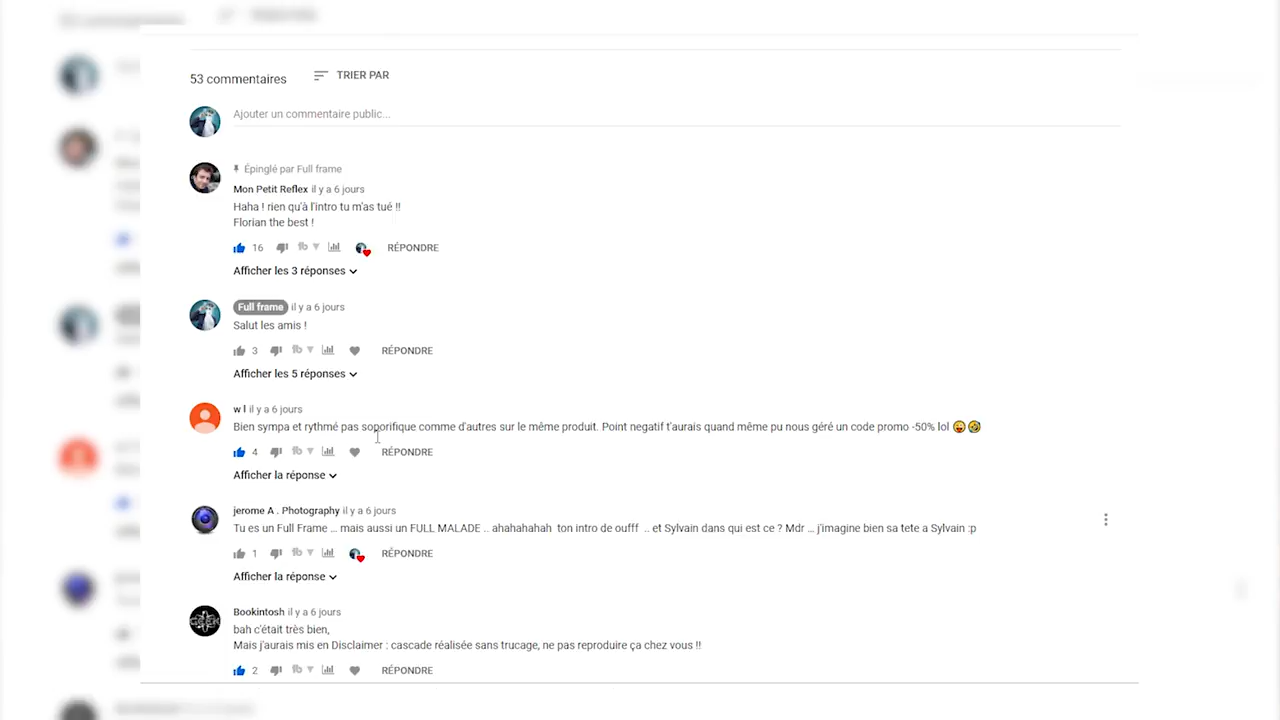 53 commentaires
TRIER PAR
Ajouter un commentaire public...
Épinglé par Full frame
Mon Petit Reflex il y a 6 jours
Haha ! rien qu'à l'intro tu m'as tué !!
Florian the best !
16 RÉPONDRE
Afficher les 3 réponses
Full frame il y a 6 jours
Salut les amis !
3 RÉPONDRE
Afficher les 5 réponses
w l il y a 6 jours
Bien sympa et rythmé pas soporifique comme d'autres sur le même produit. Point negatif t'aurais quand même pu nous géré un code promo -50% lol 😜🤣
4 RÉPONDRE
Afficher la réponse
jerome A . Photography il y a 6 jours
Tu es un Full Frame ... mais aussi un FULL MALADE .. ahahahahah ton intro de oufff .. et Sylvain dans qui est ce ? Mdr ... j'imagine bien sa tete a Sylvain :p
1 RÉPONDRE
Afficher la réponse
Bookintosh il y a 6 jours
bah c'était très bien,
Mais j'aurais mis en Disclaimer : cascade réalisée sans trucage, ne pas reproduire ça chez vous !!
2 RÉPONDRE